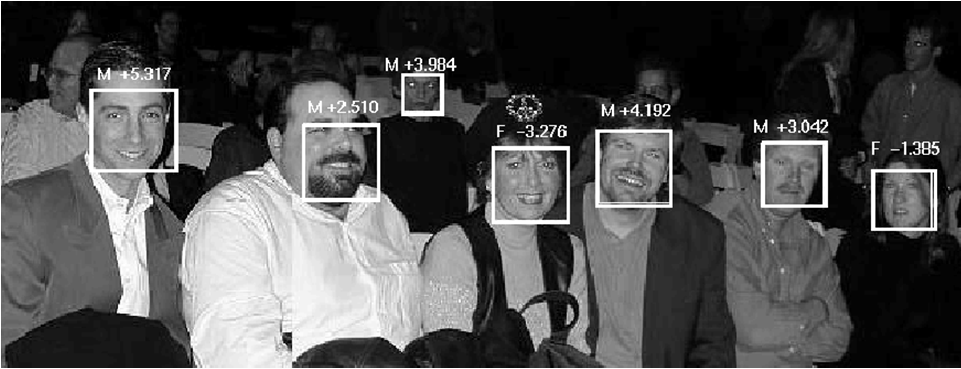 M +5.317
M +2.510
M +3.984
F -3.276
M +4.192
M +3.042
F -1.385